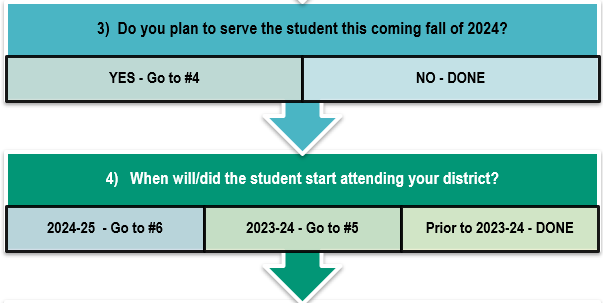 3) Do you plan to serve the student this coming fall of 2024?
YES - Go to #4
NO - DONE
4) When will/did the student start attending your district?
2024-25 - Go to #6
2023-24 - Go to #5
Prior to 2023-24 - DONE